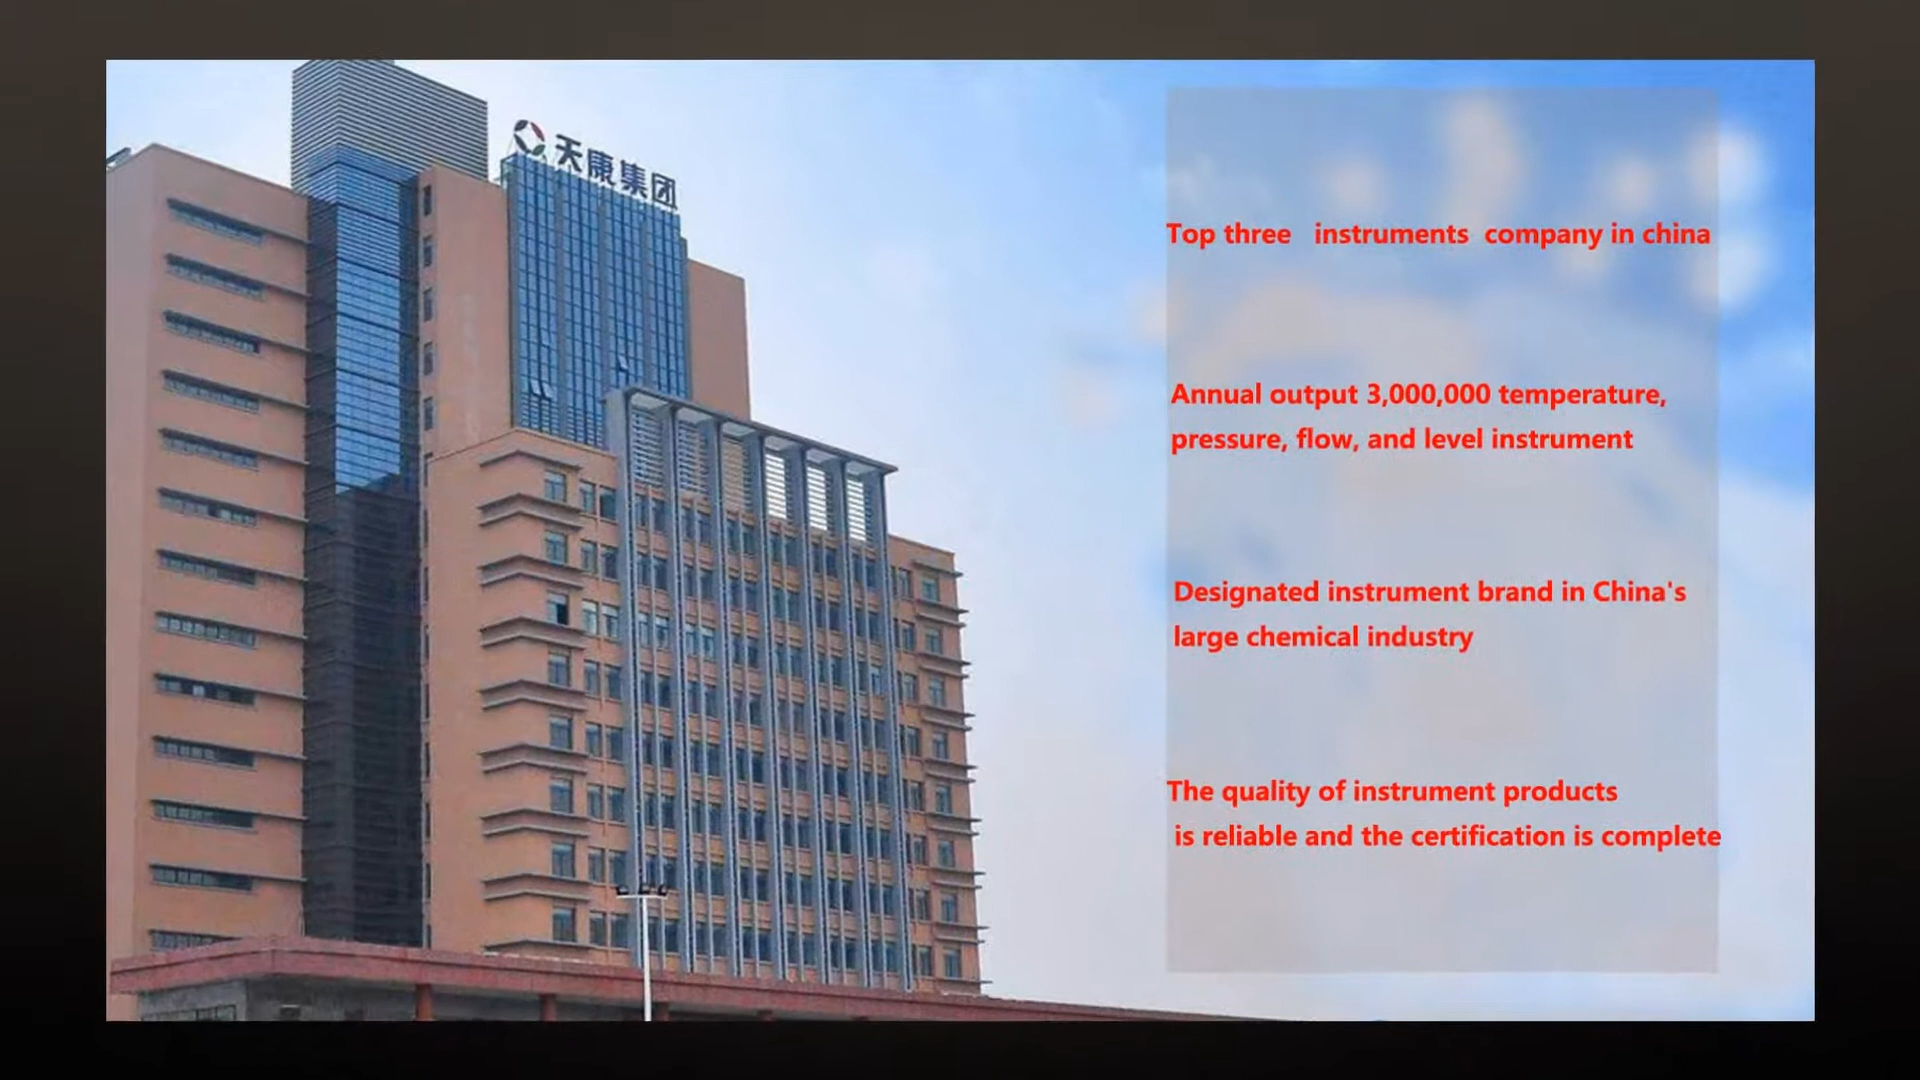 天康集团
Top three instruments company in china
Annual output 3,000,000 temperature,
pressure, flow, and level instrument
Designated instrument brand in China's
large chemical industry
The quality of instrument products
is reliable and the certification is complete